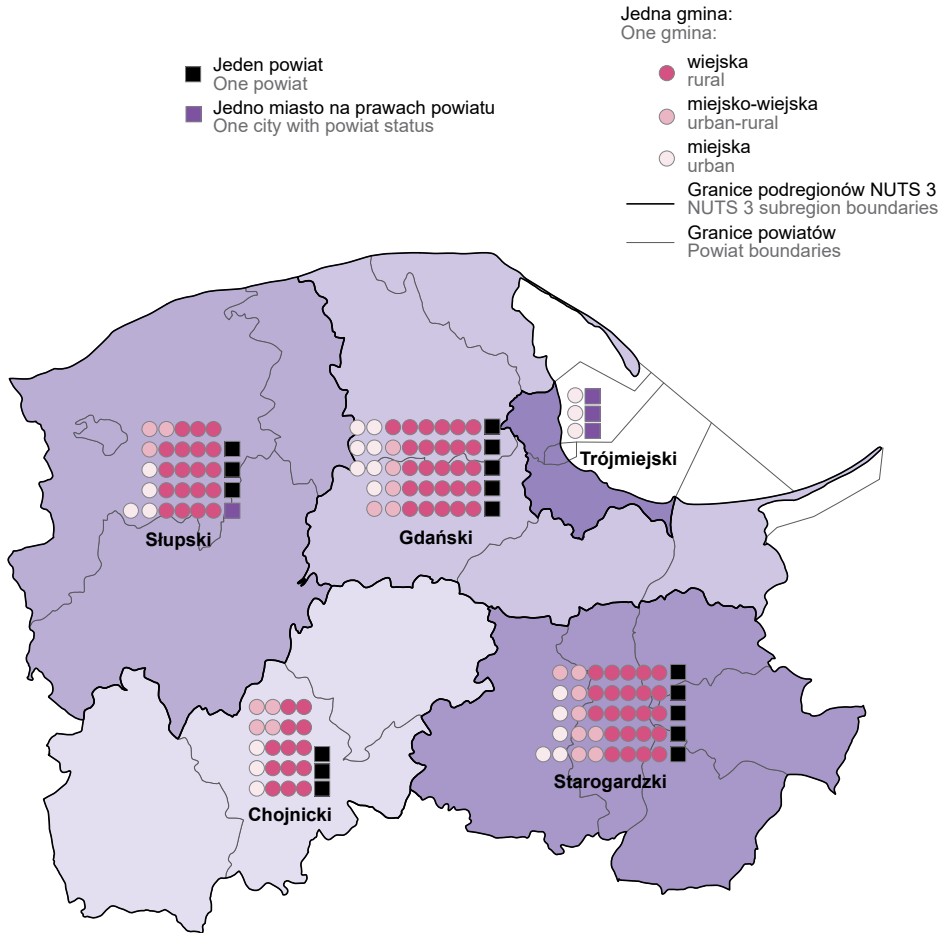 Jeden powiat
One powiat
Jedno miasto na prawach powiatu
One city with powiat status
Jedna gmina:
One gmina:
wiejska
rural
miejsko-wiejska
urban-rural
miejska
urban
Granice podregionów NUTS 3
NUTS 3 subregion boundaries
Granice powiatów
Powiat boundaries
Trójmiejski
Słupski
Gdański
Starogardzki
Chojnicki